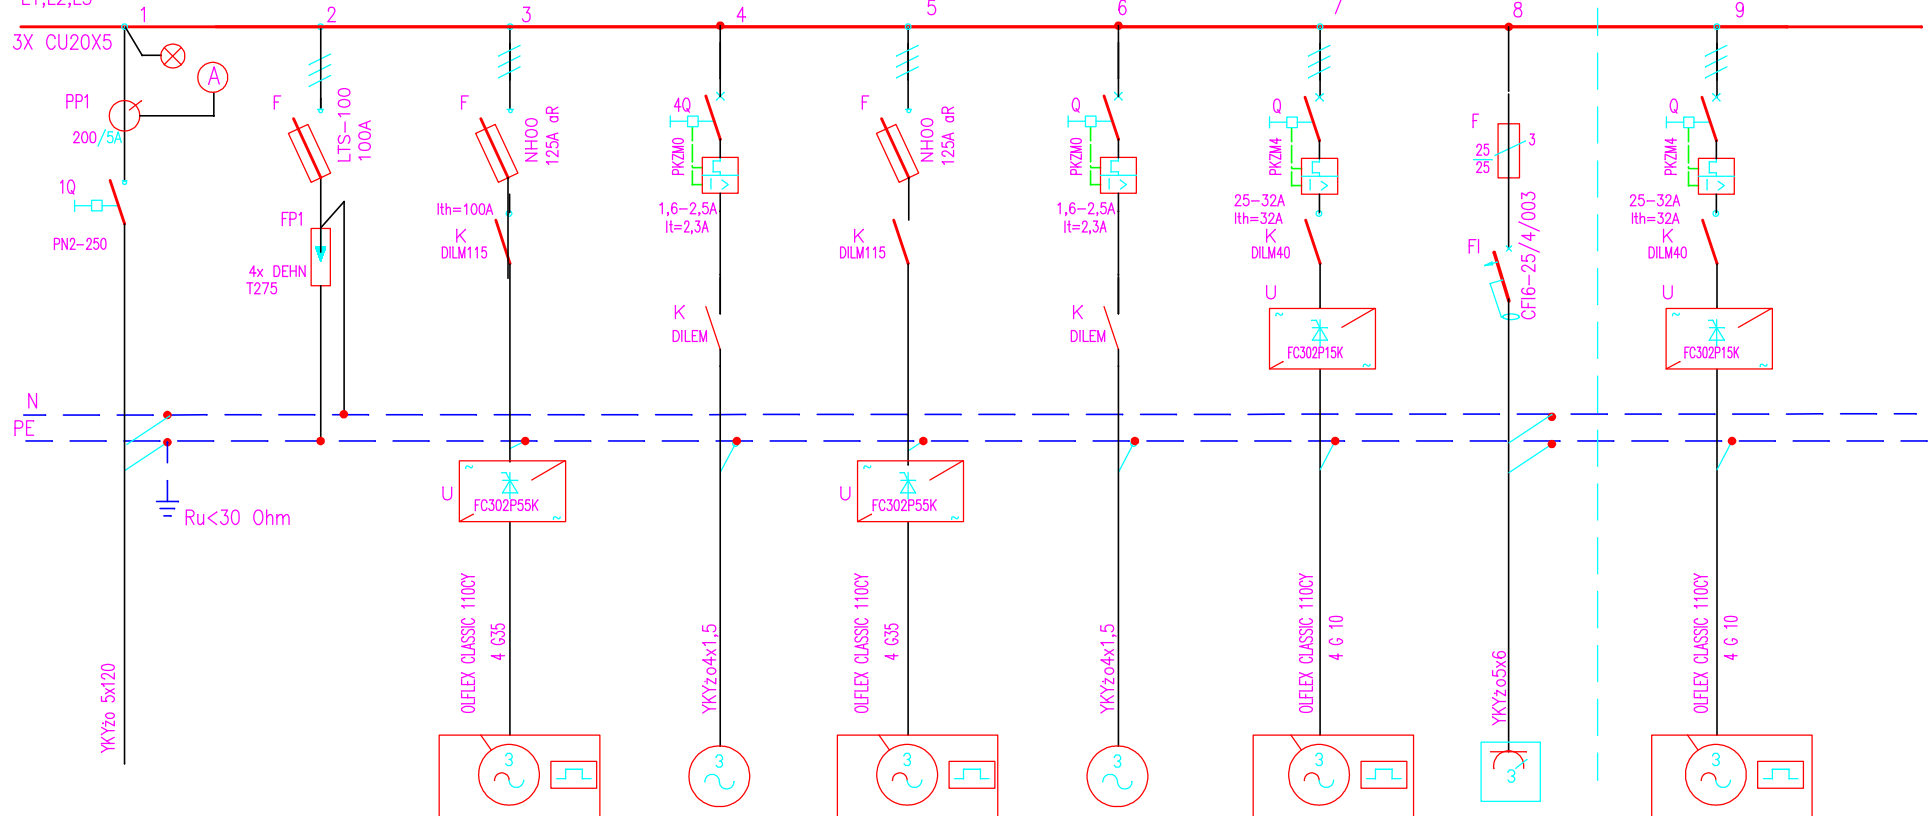 L1,L2,L3
1
2
3
4
5
6
7
8
9
3X CU20X5
A
PP1
200/5A
1Q
PN2-250
F
LTS-100
100A
FP1
4x DEHN
T275
F
NH00
125A aR
Ith=100A
K
DILM115
4Q
PKZM0
I>
1,6-2,5A
It=2,3A
K
DILEM
F
NH00
125A aR
K
DILM115
Q
PKZM0
I>
1,6-2,5A
It=2,3A
K
DILEM
Q
PKZM4
I>
25-32A
Ith=32A
K
DILM40
U
~
FC302P15K
~
F
25
25
3
FI
CFI6-25/4/003
Q
PKZM4
I>
25-32A
Ith=32A
K
DILM40
U
~
FC302P15K
~
N
PE
Ru<30 Ohm
U
~
FC302P55K
~
U
~
FC302P55K
~
YKYżo 5x120
OLFLEX CLASSIC 110CY
4 G35
YKYżo4x1,5
OLFLEX CLASSIC 110CY
4 G35
YKYżo4x1,5
OLFLEX CLASSIC 110CY
4 G 10
YKYżo5x6
OLFLEX CLASSIC 110CY
4 G 10
3
3
3
3
3
3
3